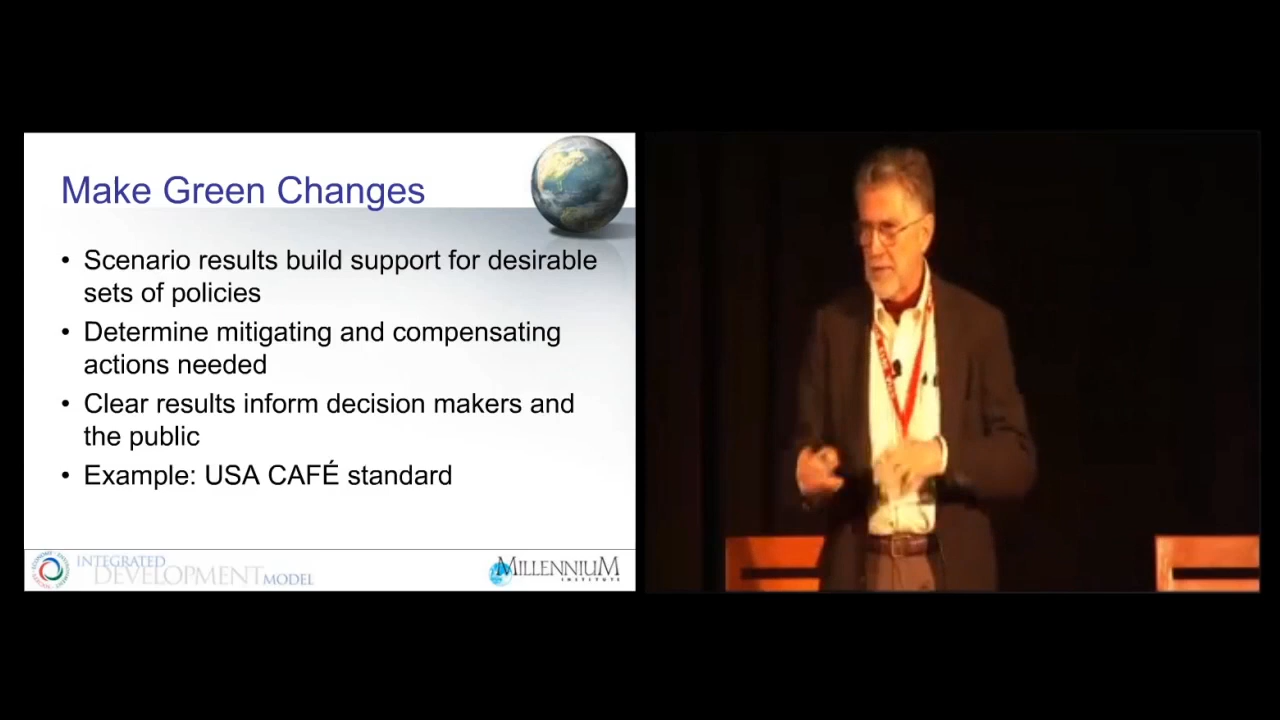 Make Green Changes
• Scenario results build support for desirable
sets of policies
• Determine mitigating and compensating
actions needed
• Clear results inform decision makers and
the public
• Example: USA CAFÉ standard
INTEGRATED
DEVELOPMENT MODEL
MILLENNIUM
INSTITUTE